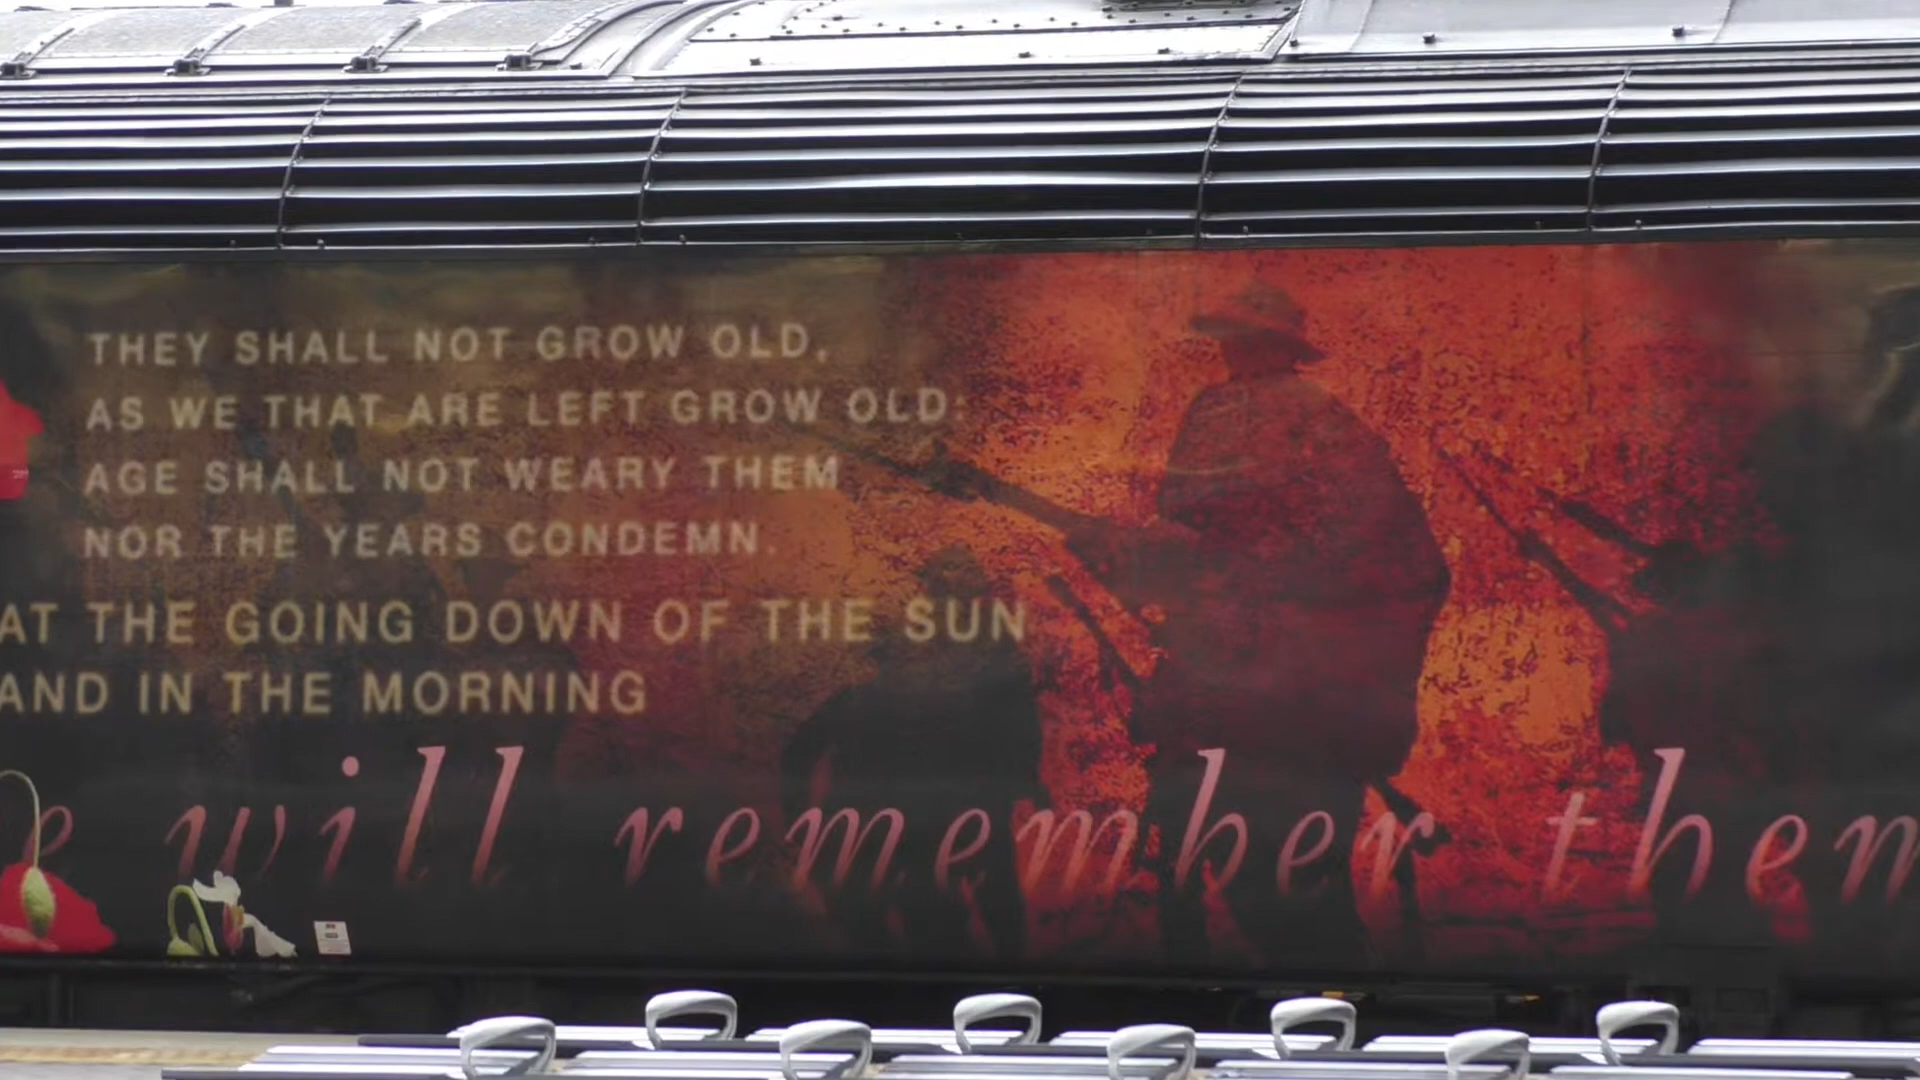 THEY SHALL NOT GROW OLD,
AS WE THAT ARE LEFT GROW OLD:
AGE SHALL NOT WEARY THEM
NOR THE YEARS CONDEMN.
AT THE GOING DOWN OF THE SUN
AND IN THE MORNING
e will remember them